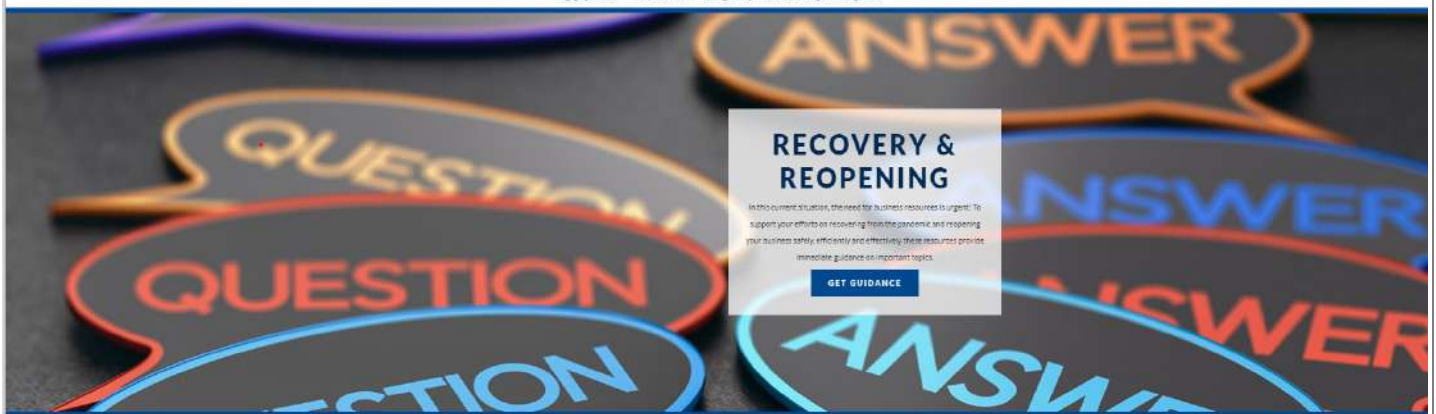 ANSWER
QUESTION
ANSWER
QUESTION
ANSWER
QUESTION
ANSWER
RECOVERY &
REOPENING
In this current situation, the need for business resources is urgent! To
support your efforts on recovering from the pandemic and reopening
your business safely, efficiently and effectively these resources provide
immediate guidance on important topics.
GET GUIDANCE